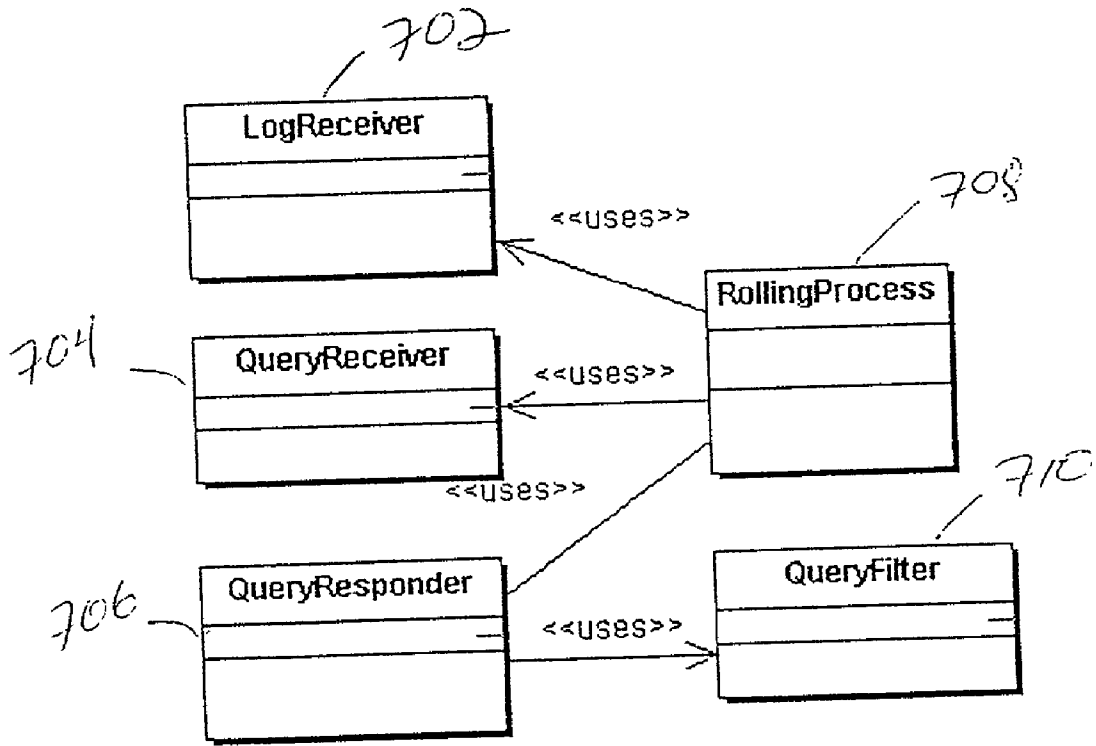 702
LogReceiver
<<uses>>
708
RollingProcess
704
QueryReceiver
<<uses>>
<<uses>>
710
706
QueryResponder
<<uses>>
QueryFilter